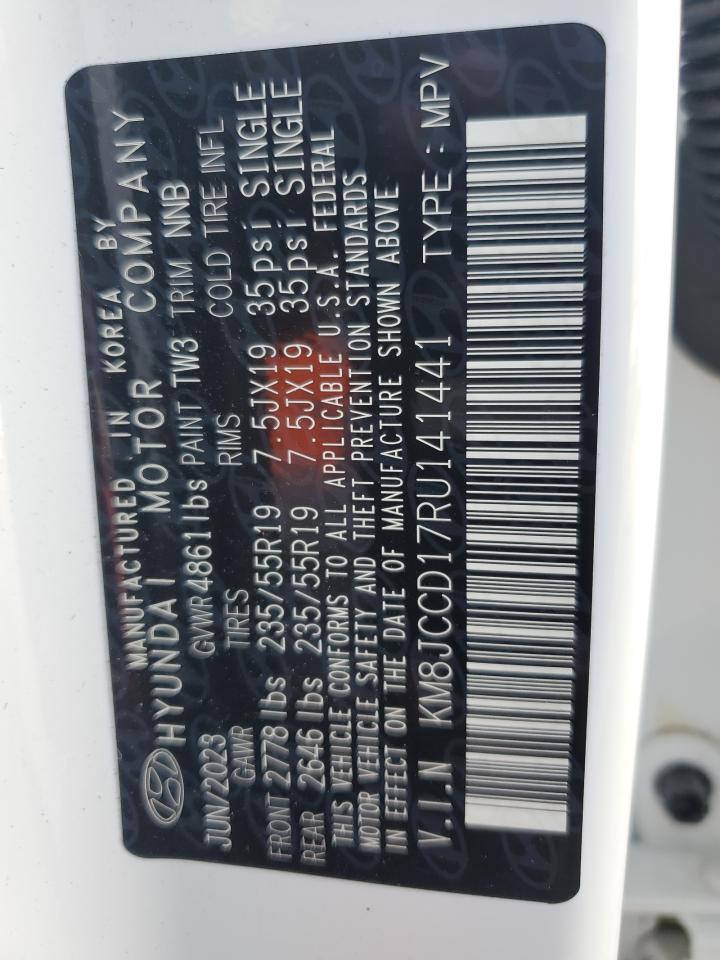 MANUFACTURED IN KOREA BY
HYUNDAI MOTOR COMPANY
JUN/2023 GVWR 4861lbs PAINT TW3 TRIM NNB
GAWR TIRES RIMS COLD TIRE INFL
FRONT 2778 lbs 235/55R19 7.5JX19 35psi SINGLE
REAR 2646 lbs 235/55R19 7.5JX19 35psi SINGLE
THIS VEHICLE CONFORMS TO ALL APPLICABLE U.S.A. FEDERAL
MOTOR VEHICLE SAFETY AND THEFT PREVENTION STANDARDS
IN EFFECT ON THE DATE OF MANUFACTURE SHOWN ABOVE
V.I.N KM8JCCD17RU141441 TYPE : MPV